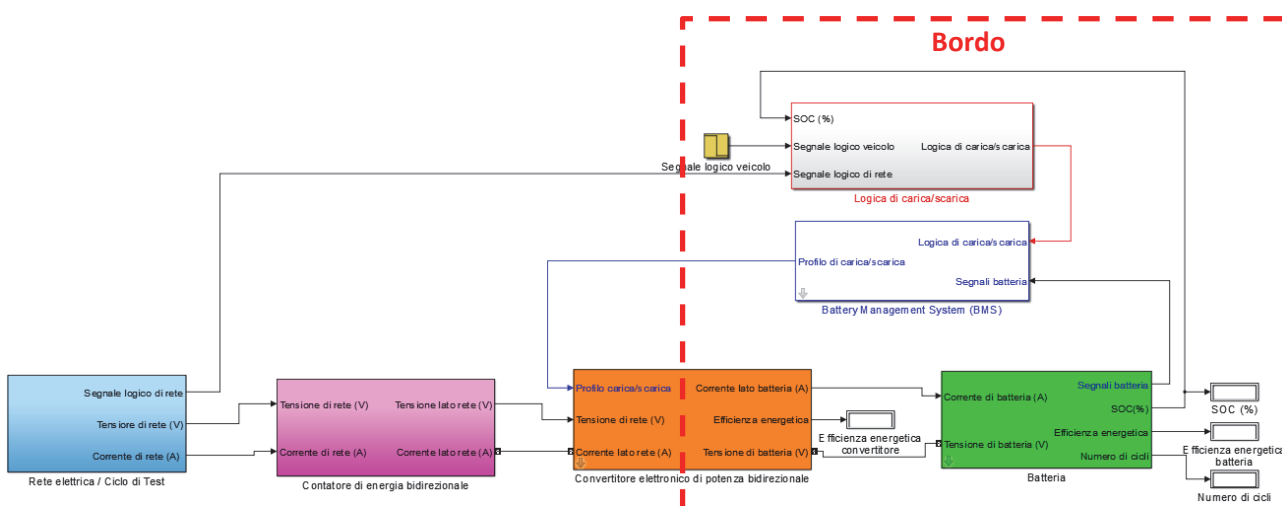 Bordo
SOC (%)
Segnale logico veicolo
Logica di carica/scarica
Segnale logico di rete
Segnale logico veicolo
Logica di carica/scarica
Logica di carica/scarica
Profilo di carica/scarica
Segnali batteria
Battery Management System (BMS)
Segnale logico di rete
Tensiore di rete (V)
Corrente di rete (A)
Rete elettrica / Ciclo di Test
Tensione di rete (V)
Tensione lato rete (V)
Corrente di rete (A)
Corrente lato rete (A)
Contatore di energia bidirezionale
Profilo carica/scarica
Corrente lato batteria (A)
Tensione di rete (V)
Efficienza energetica
Corrente lato rete (A)
Tensione di batteria (V)
Convertitore elettronico di potenza bidirezionale
Efficienza energetica
convertitore
Segnali batteria
Corrente di batteria (A)
SOC(%)
Efficienza energetica
Tensione di batteria (V)
Numero di cicli
Batteria
SOC (%)
Efficienza energetica
batteria
Numero di cicli